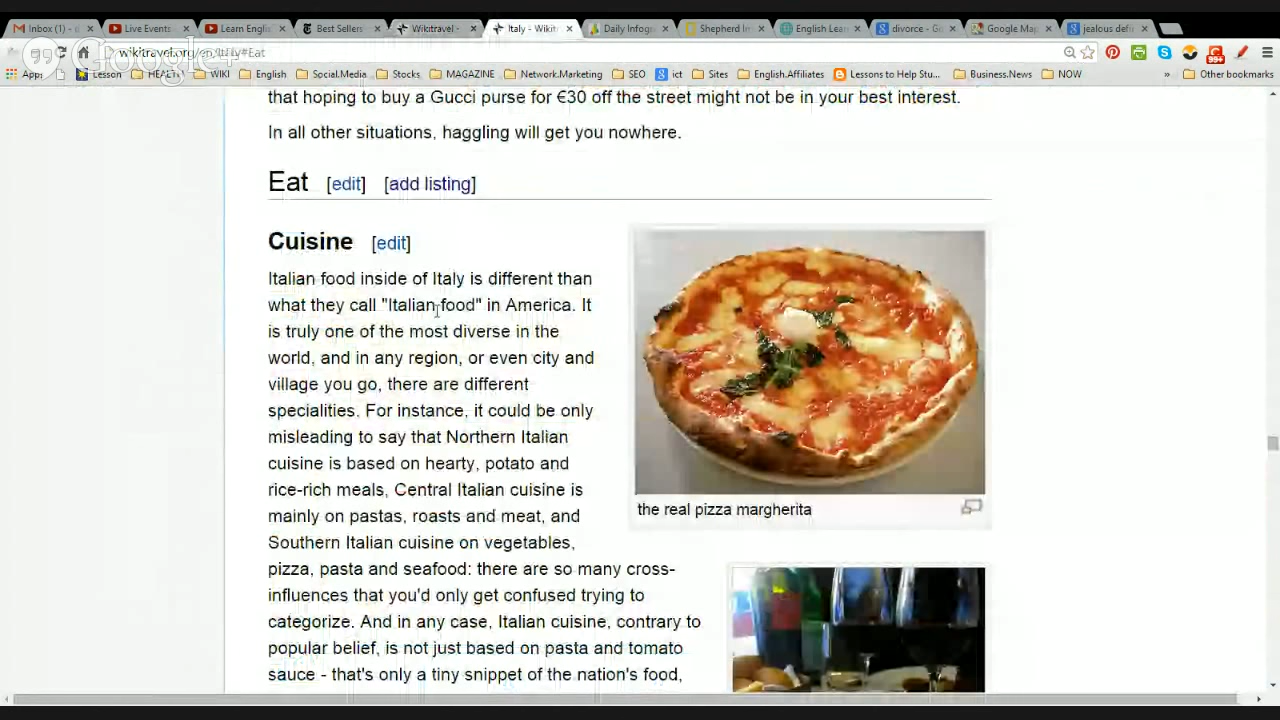 Inbox (1) - d
Live Events
Learn Englis
Best Sellers
Wikitravel -
Italy - Wikit
Daily Infogr
Shepherd In
English Lear
divorce - Go
Google Map
jealous defi
wikitravel.org/en/Italy#Eat
Google+
Apps
Lesson
HEALTH
WIKI
English
Social.Media
Stocks
MAGAZINE
Network.Marketing
SEO
ict
Sites
English.Affiliates
Lessons to Help Stu...
Business.News
NOW
»
Other bookmarks
99+
that hoping to buy a Gucci purse for €30 off the street might not be in your best interest.
In all other situations, haggling will get you nowhere.
Eat [edit] [add listing]
Cuisine [edit]
Italian food inside of Italy is different than
what they call "Italian food" in America. It
is truly one of the most diverse in the
world, and in any region, or even city and
village you go, there are different
specialities. For instance, it could be only
misleading to say that Northern Italian
cuisine is based on hearty, potato and
rice-rich meals, Central Italian cuisine is
mainly on pastas, roasts and meat, and
Southern Italian cuisine on vegetables,
pizza, pasta and seafood: there are so many cross-
influences that you'd only get confused trying to
categorize. And in any case, Italian cuisine, contrary to
popular belief, is not just based on pasta and tomato
sauce - that's only a tiny snippet of the nation's food,
the real pizza margherita